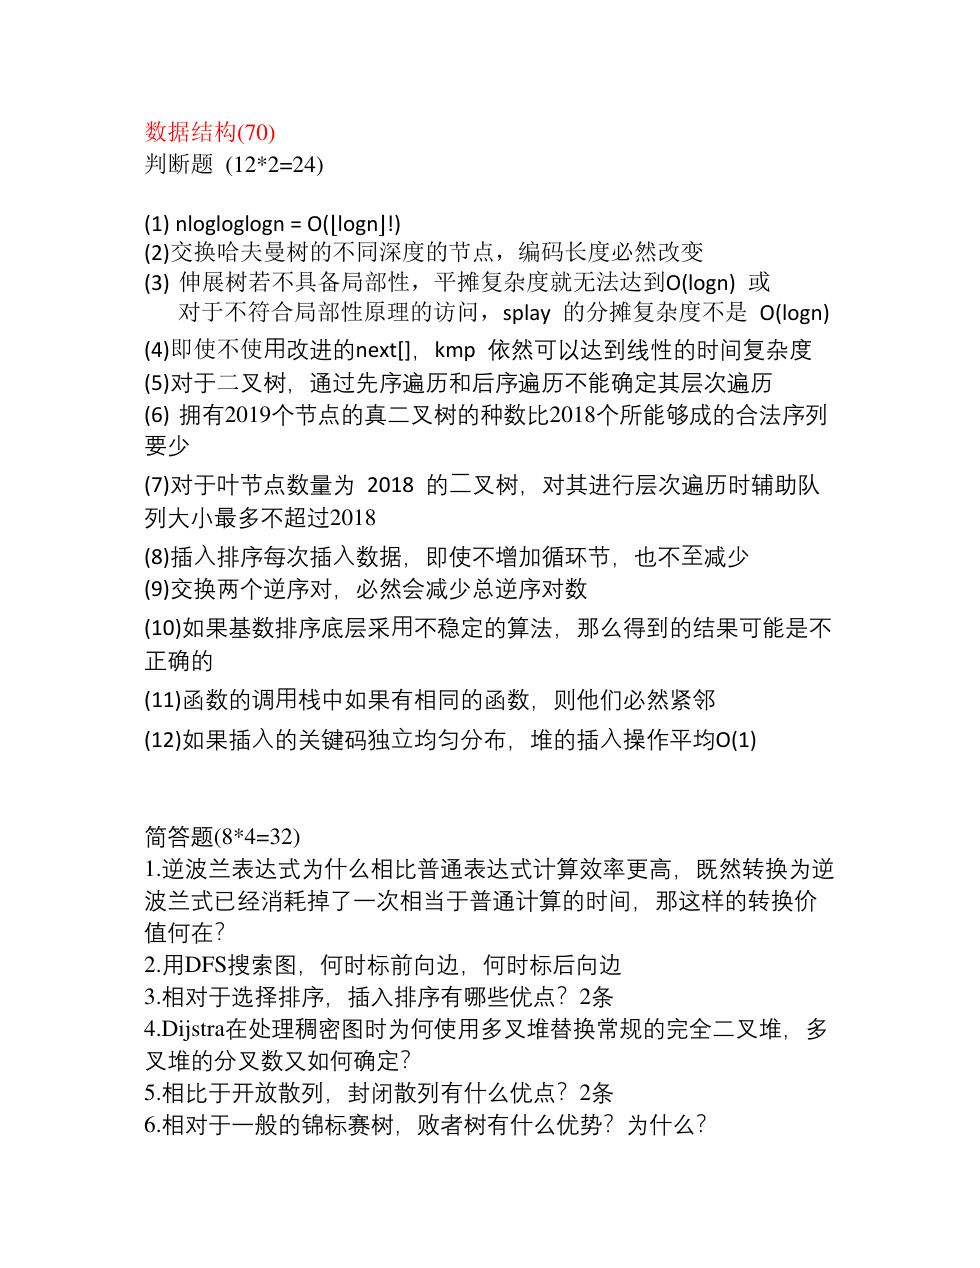 数据结构(70)
判断题 (12*2=24)
(1) nlogloglogn = O(⌊logn⌋!)
(2)交换哈夫曼树的不同深度的节点，编码长度必然改变
(3) 伸展树若不具备局部性，平摊复杂度就无法达到O(logn) 或
对于不符合局部性原理的访问，splay 的分摊复杂度不是 O(logn)
(4)即使不使用改进的next[]，kmp 依然可以达到线性的时间复杂度
(5)对于二叉树，通过先序遍历和后序遍历不能确定其层次遍历
(6) 拥有2019个节点的真二叉树的种数比2018个所能够成的合法序列
要少
(7)对于叶节点数量为 2018 的二叉树，对其进行层次遍历时辅助队
列大小最多不超过2018
(8)插入排序每次插入数据，即使不增加循环节，也不至减少
(9)交换两个逆序对，必然会减少总逆序对数
(10)如果基数排序底层采用不稳定的算法，那么得到的结果可能是不
正确的
(11)函数的调用栈中如果有相同的函数，则他们必然紧邻
(12)如果插入的关键码独立均匀分布，堆的插入操作平均O(1)
简答题(8*4=32)
1.逆波兰表达式为什么相比普通表达式计算效率更高，既然转换为逆
波兰式已经消耗掉了一次相当于普通计算的时间，那这样的转换价
值何在？
2.用DFS搜索图，何时标前向边，何时标后向边
3.相对于选择排序，插入排序有哪些优点？2条
4.Dijstra在处理稠密图时为何使用多叉堆替换常规的完全二叉堆，多
叉堆的分叉数又如何确定？
5.相比于开放散列，封闭散列有什么优点？2条
6.相对于一般的锦标赛树，败者树有什么优势？为什么？